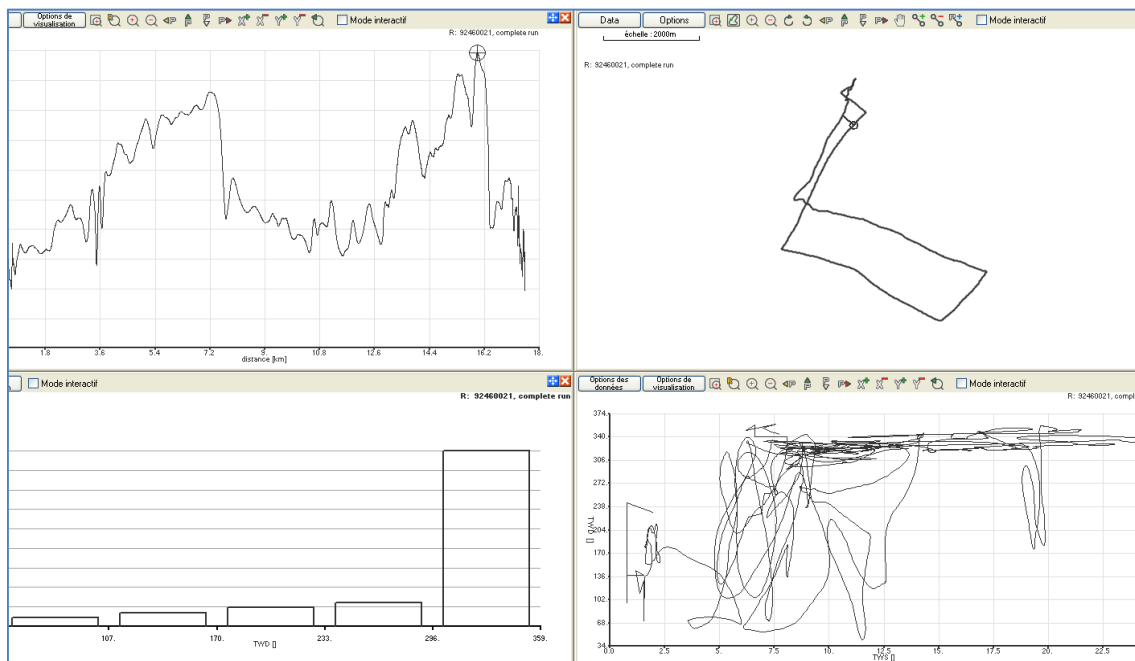 Options de
visualisation
Mode interactif
R: 92460021, complete run
1.8 3.6 5.4 7.2 9. 10.8 12.6 14.4 16.2 18.
distance [km]
Data Options Mode interactif
échelle : 2000m
R: 92460021, complete run
Mode interactif
R: 92460021, complete run
107. 170. 233. 296. 359.
TWD []
Options des
données
Options de
visualisation
Mode interactif
R: 92460021, comple
374.
340.
306.
272.
238.
204.
170.
136.
102.
68.
34.
TWD []
0.0 2.5 5. 7.5 10. 12.5 15. 17.5 20. 22.5
TWS []